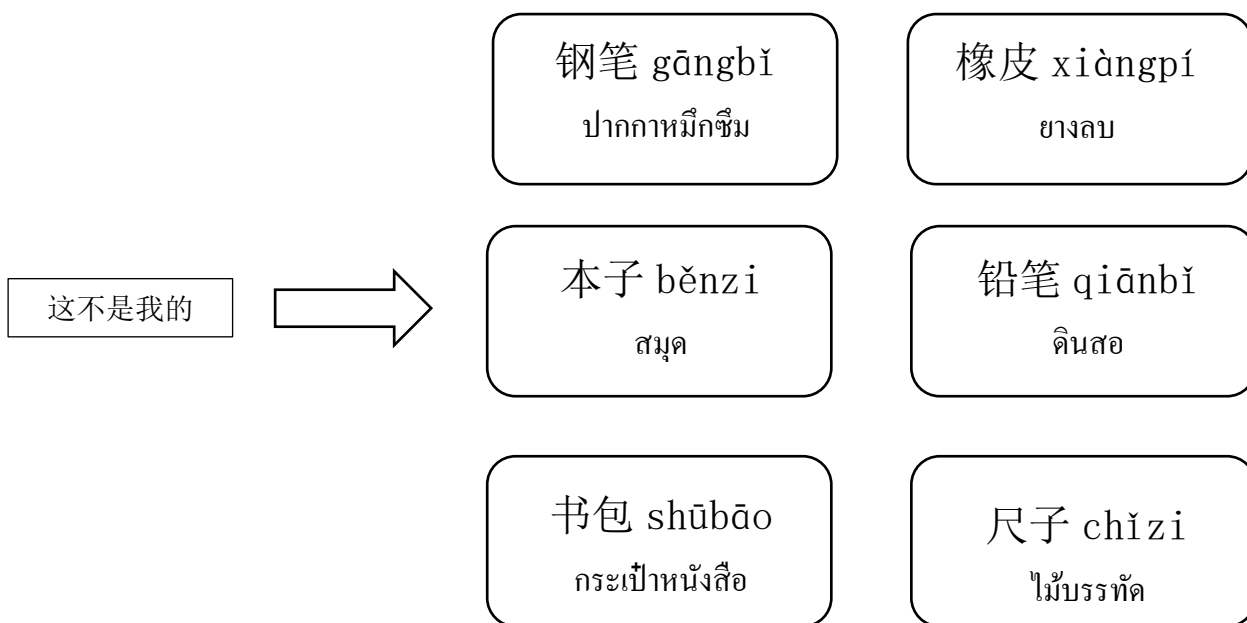 钢笔 gāngbǐ
ปากกาหมึกซึม
橡皮 xiàngpí
ยางลบ
这不是我的
本子 běnzi
สมุด
铅笔 qiānbǐ
ดินสอ
书包 shūbāo
กระเป๋าหนังสือ
尺子 chǐzi
ไม้บรรทัด